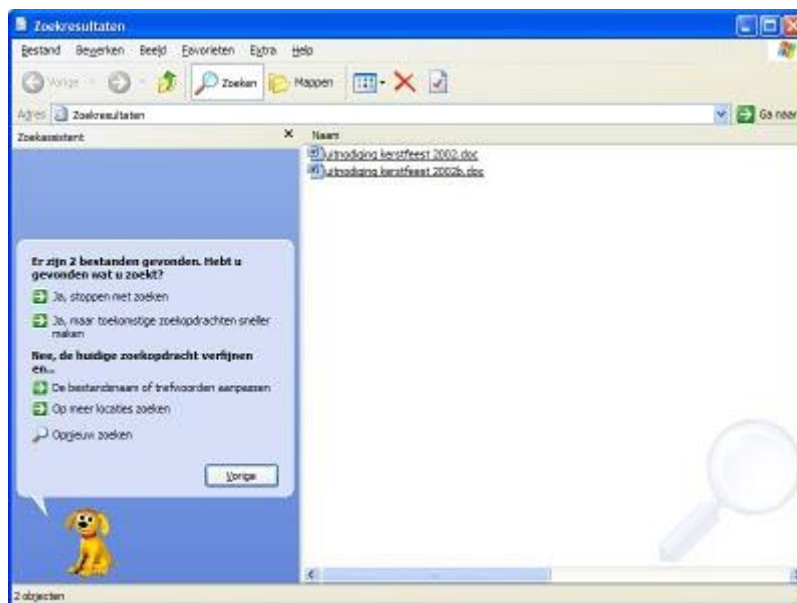 Zoekresultaten
Bestand Bewerken Beeld Favorieten Extra Help
Vorige Zoeken Mappen
Adres Zoekresultaten Ga naar
Zoekassistent Naam
uitnodiging kerstfeest 2002.doc
uitnodiging kerstfeest 2002b.doc
Er zijn 2 bestanden gevonden. Hebt u
gevonden wat u zoekt?
Ja, stoppen met zoeken
Ja, maar toekomstige zoekopdrachten sneller
maken
Nee, de huidige zoekopdracht verfijnen
en...
De bestandsnaam of trefwoorden aanpassen
Op meer locaties zoeken
Opnieuw zoeken
Vorige
2 objecten